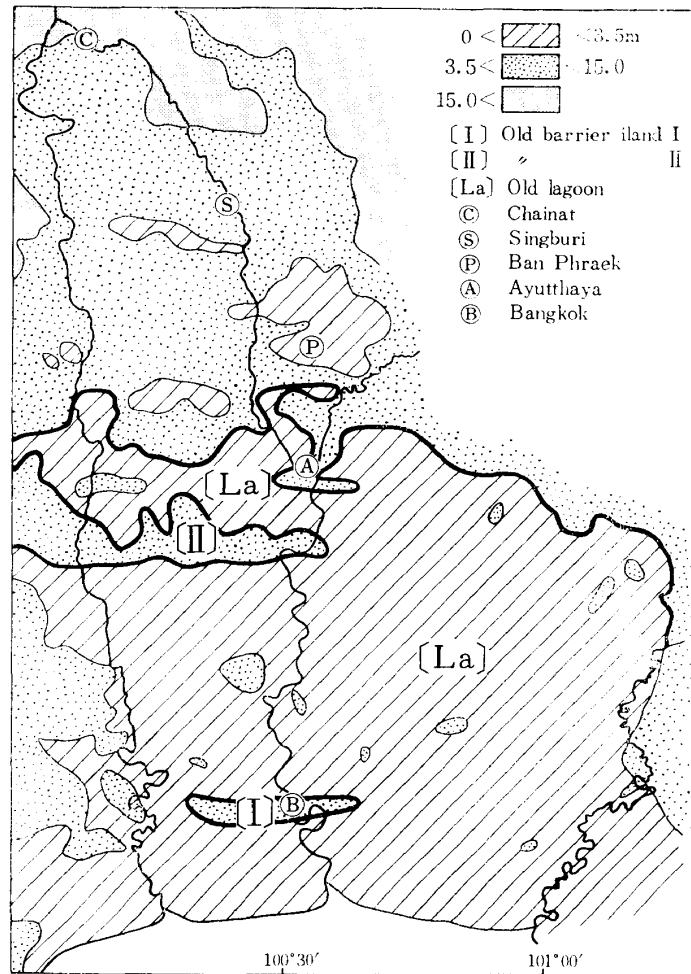 0 < < 3.5m
3.5 < 15.0
15.0 <
[I] Old barrier iland I
[II] 〃 II
[La] Old lagoon
Ⓒ Chainat
Ⓢ Singburi
Ⓟ Ban Phraek
Ⓐ Ayutthaya
Ⓑ Bangkok
Ⓒ
Ⓢ
Ⓟ
Ⓐ
[La]
[II]
[La]
[I] Ⓑ
100°30′ 101°00′